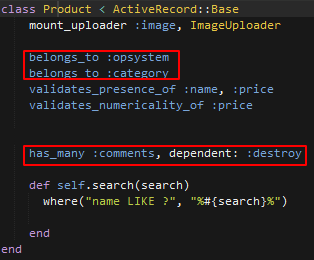 class Product < ActiveRecord::Base
mount_uploader :image, ImageUploader
belongs_to :opsystem
belongs_to :category
validates_presence_of :name, :price
validates_numericality_of :price
has_many :comments, dependent: :destroy
def self.search(search)
where("name LIKE ?", "%#{search}%")
end
end